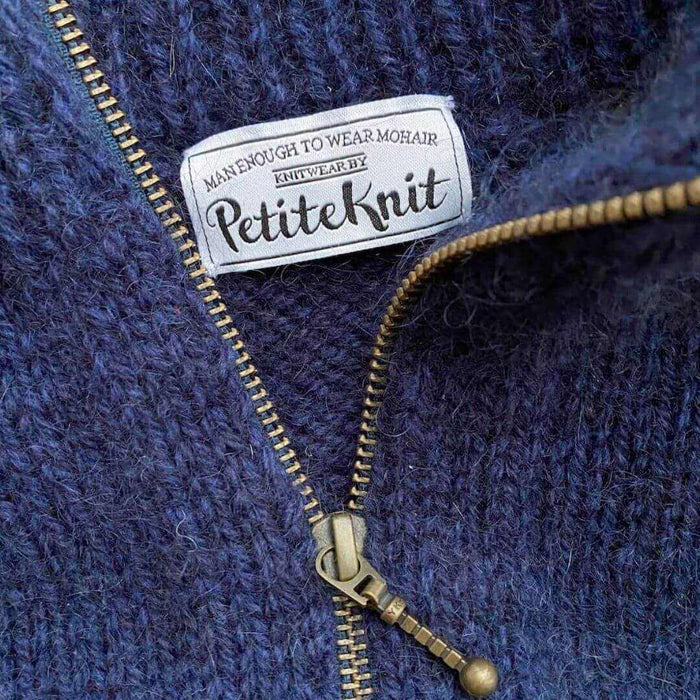 MAN ENOUGH TO WEAR MOHAIR
KNITWEAR BY
PetiteKnit